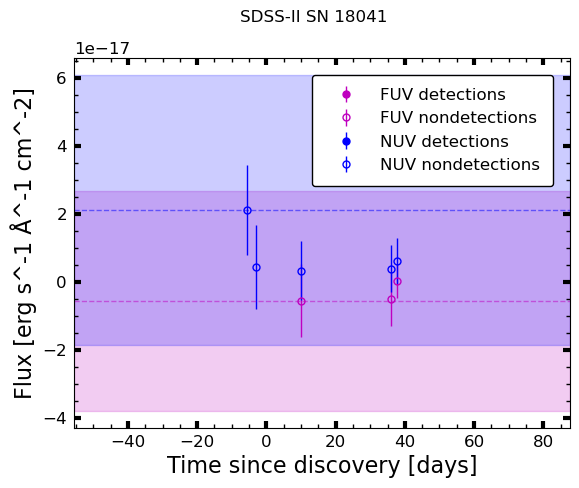 SDSS-II SN 18041
1e−17
6
4
2
0
−2
−4
Flux [erg s^-1 Å^-1 cm^-2]
FUV detections
FUV nondetections
NUV detections
NUV nondetections
−40 −20 0 20 40 60 80
Time since discovery [days]